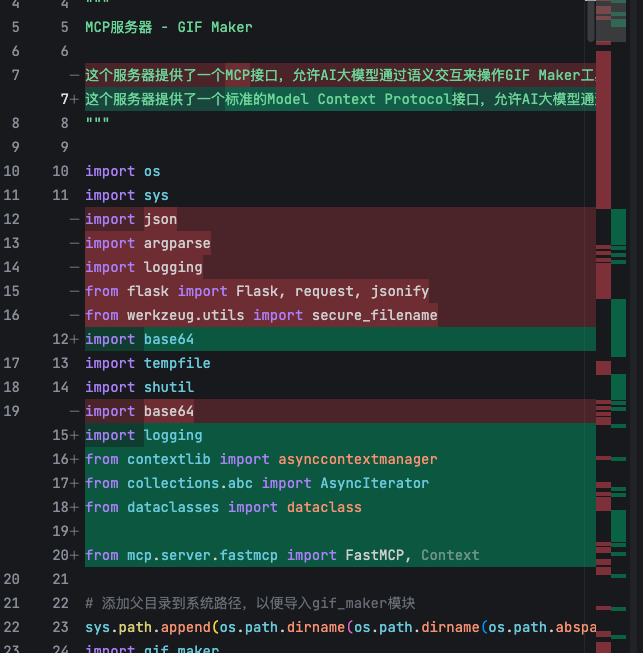 4 4 """
5 5 MCP服务器 - GIF Maker
6 6
7 - 这个服务器提供了一个MCP接口，允许AI大模型通过语义交互来操作GIF Maker工
7 + 这个服务器提供了一个标准的Model Context Protocol接口，允许AI大模型通
8 8 """
9 9
10 10 import os
11 11 import sys
12 - import json
13 - import argparse
14 - import logging
15 - from flask import Flask, request, jsonify
16 - from werkzeug.utils import secure_filename
12 + import base64
17 13 import tempfile
18 14 import shutil
19 - import base64
15 + import logging
16 + from contextlib import asynccontextmanager
17 + from collections.abc import AsyncIterator
18 + from dataclasses import dataclass
19 +
20 + from mcp.server.fastmcp import FastMCP, Context
20 21
21 22 # 添加父目录到系统路径，以便导入gif_maker模块
22 23 sys.path.append(os.path.dirname(os.path.dirname(os.path.abspa
23 24 import gif_maker